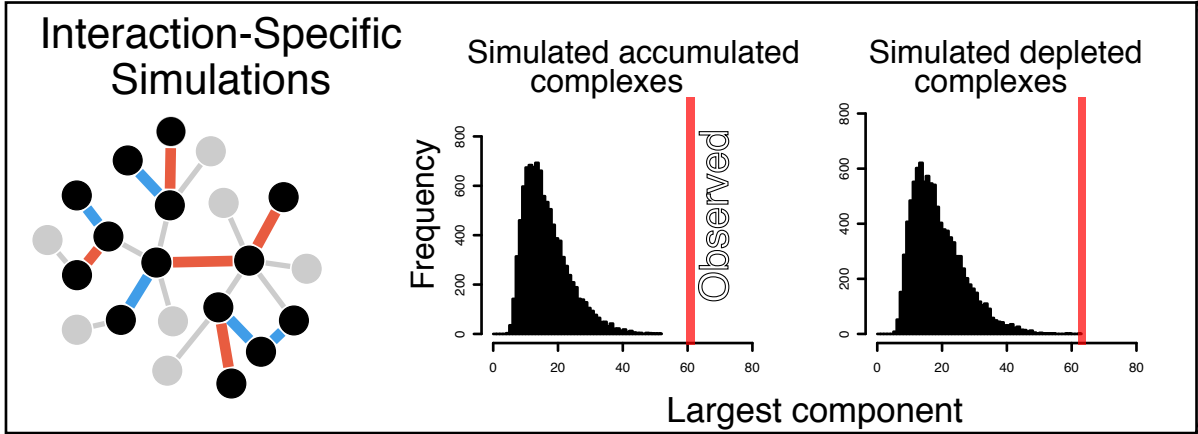 Interaction-Specific
Simulations
Simulated accumulated
complexes
Frequency
800
600
400
200
0
0 20 40 60 80
Observed
Simulated depleted
complexes
800
600
400
200
0
0 20 40 60 80
Largest component